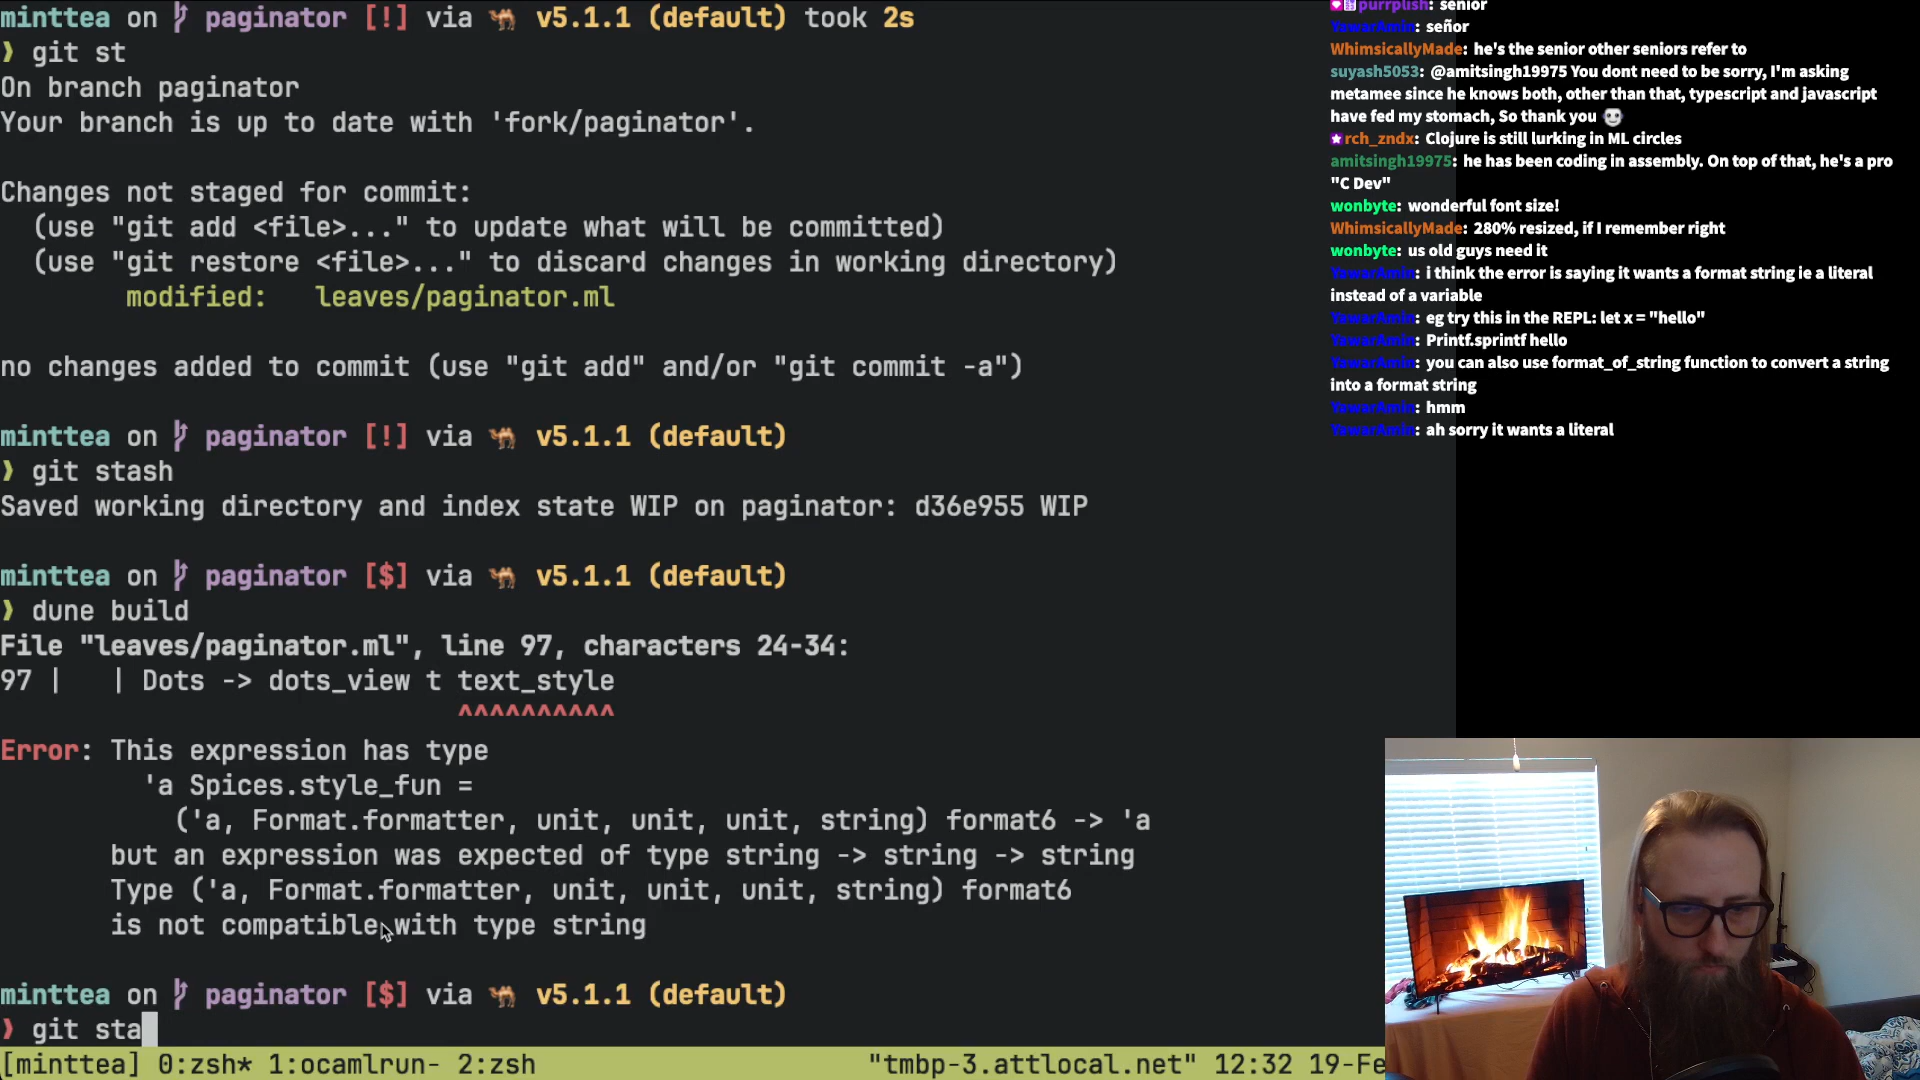 minttea on paginator [!] via v5.1.1 (default) took 2s
❯ git st
On branch paginator
Your branch is up to date with 'fork/paginator'.
Changes not staged for commit:
(use "git add <file>..." to update what will be committed)
(use "git restore <file>..." to discard changes in working directory)
modified: leaves/paginator.ml
no changes added to commit (use "git add" and/or "git commit -a")
minttea on paginator [!] via v5.1.1 (default)
❯ git stash
Saved working directory and index state WIP on paginator: d36e955 WIP
minttea on paginator [$] via v5.1.1 (default)
❯ dune build
File "leaves/paginator.ml", line 97, characters 24-34:
97 | | Dots -> dots_view t text_style
^^^^^^^^^^
Error: This expression has type
'a Spices.style_fun =
('a, Format.formatter, unit, unit, unit, string) format6 -> 'a
but an expression was expected of type string -> string -> string
Type ('a, Format.formatter, unit, unit, unit, string) format6
is not compatible with type string
minttea on paginator [$] via v5.1.1 (default)
❯ git sta
[minttea] 0:zsh* 1:ocamlrun- 2:zsh "tmbp-3.attlocal.net" 12:32 19-Fe
purrplish: senior
YawarAmin: señor
WhimsicallyMade: he's the senior other seniors refer to
suyash5053: @amitsingh19975 You dont need to be sorry, I'm asking
metamee since he knows both, other than that, typescript and javascript
have fed my stomach, So thank you
rch_zndx: Clojure is still lurking in ML circles
amitsingh19975: he has been coding in assembly. On top of that, he's a pro
"C Dev"
wonbyte: wonderful font size!
WhimsicallyMade: 280% resized, if I remember right
wonbyte: us old guys need it
YawarAmin: i think the error is saying it wants a format string ie a literal
instead of a variable
YawarAmin: eg try this in the REPL: let x = "hello"
YawarAmin: Printf.sprintf hello
YawarAmin: you can also use format_of_string function to convert a string
into a format string
YawarAmin: hmm
YawarAmin: ah sorry it wants a literal